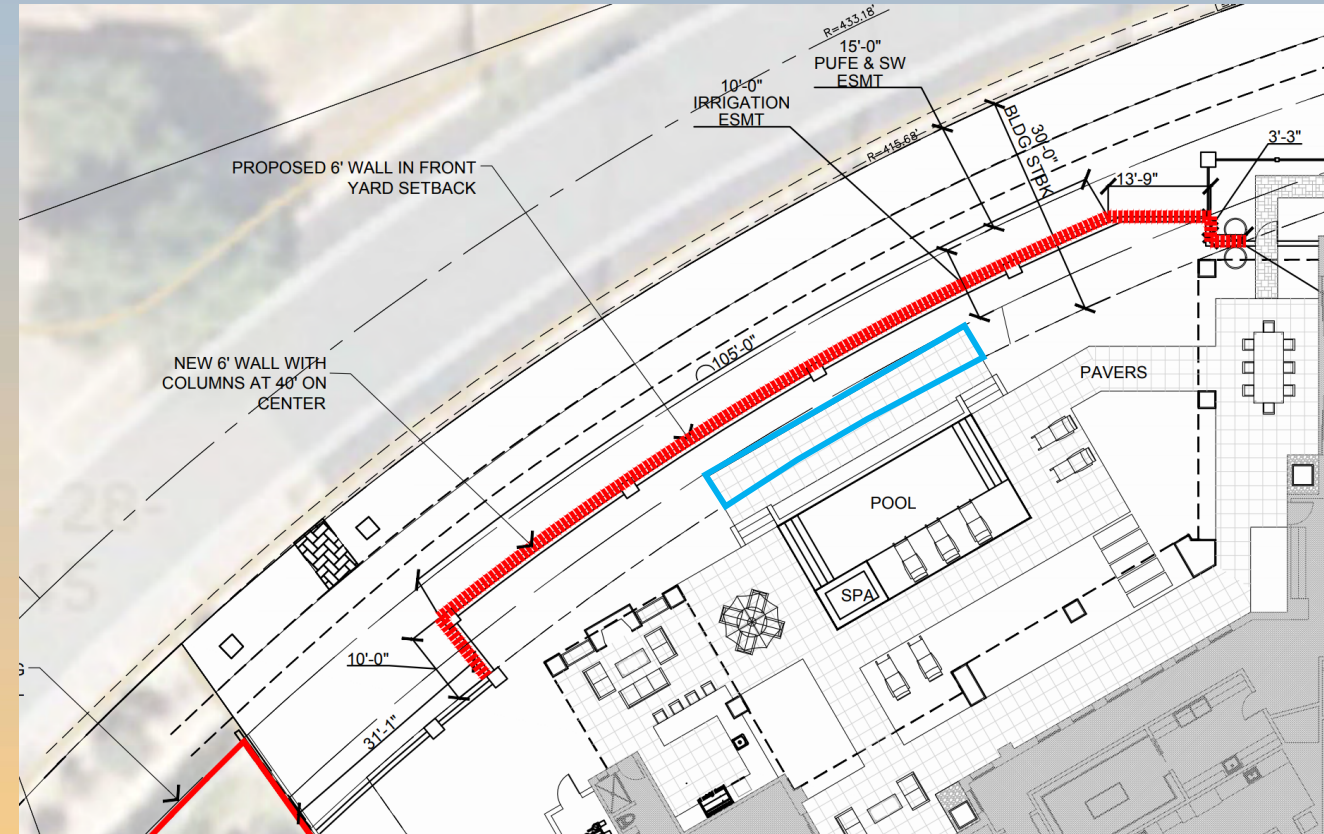 R=433.18'
15'-0"
PUFE & SW
ESMT
10'-0"
IRRIGATION
ESMT
R=415.68'
30'-0"
BLDG STBK
3'-3"
13'-9"
PROPOSED 6' WALL IN FRONT
YARD SETBACK
105'-0"
NEW 6' WALL WITH
COLUMNS AT 40' ON
CENTER
PAVERS
POOL
SPA
10'-0"
31'-1"
G